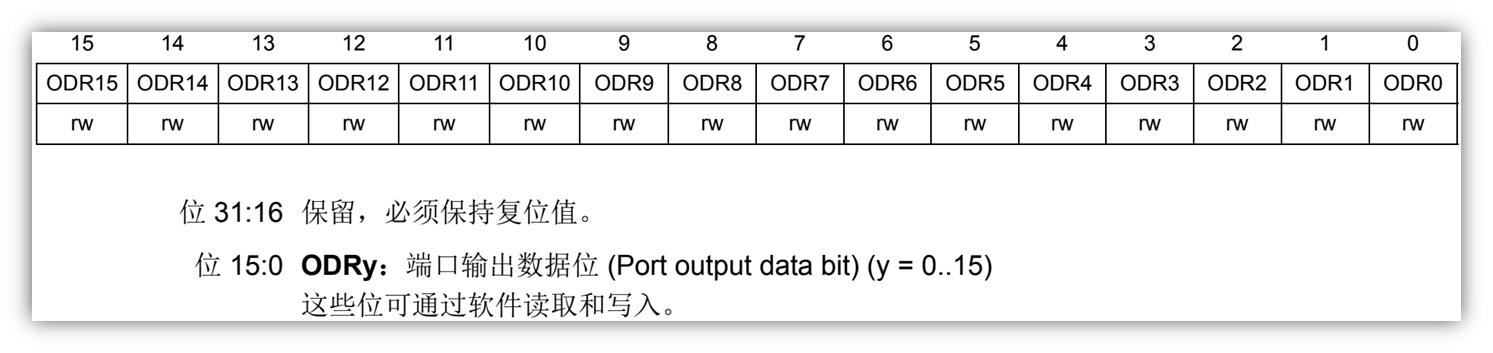 15 14 13 12 11 10 9 8 7 6 5 4 3 2 1 0
ODR15 ODR14 ODR13 ODR12 ODR11 ODR10 ODR9 ODR8 ODR7 ODR6 ODR5 ODR4 ODR3 ODR2 ODR1 ODR0
rw rw rw rw rw rw rw rw rw rw rw rw rw rw rw rw
位 31:16 保留，必须保持复位值。
位 15:0 ODRy：端口输出数据位 (Port output data bit) (y = 0..15)
这些位可通过软件读取和写入。